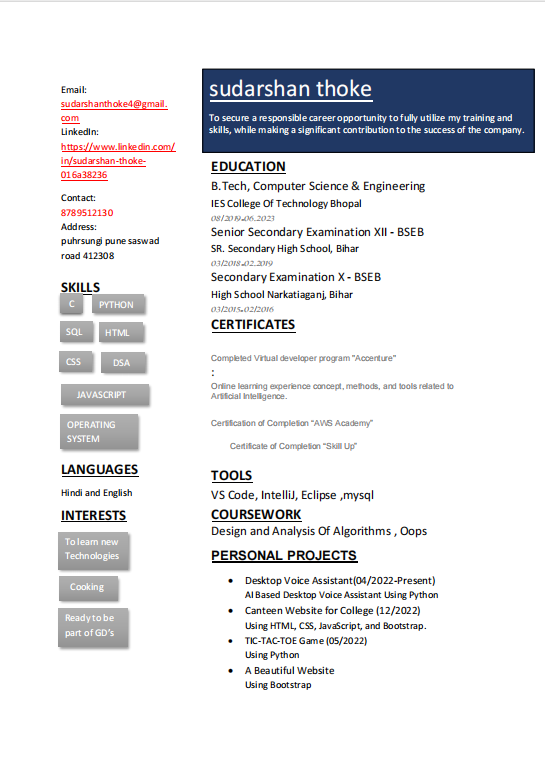 Email:
sudarshanthoke4@gmail.
com
LinkedIn:
https://www.linkedin.com/
in/sudarshan-thoke-
016a38236
Contact:
8789512130
Address:
puhrsungi pune saswad
road 412308
SKILLS
C PYTHON
SQL HTML
CSS DSA
JAVASCRIPT
OPERATING
SYSTEM
LANGUAGES
Hindi and English
INTERESTS
To learn new
Technologies
Cooking
Ready to be
part of GD's
sudarshan thoke
To secure a responsible career opportunity to fully utilize my training and
skills, while making a significant contribution to the success of the company.
EDUCATION
B.Tech, Computer Science & Engineering
IES College Of Technology Bhopal
08/2019-06.2023
Senior Secondary Examination XII - BSEB
SR. Secondary High School, Bihar
03/2018-02.2019
Secondary Examination X - BSEB
High School Narkatiaganj, Bihar
03/2015-02/2016
CERTIFICATES
Completed Virtual developer program "Accenture"
:
Online learning experience concept, methods, and tools related to
Artificial Intelligence.
Certification of Completion “AWS Academy”
Certificate of Completion “Skill Up”
TOOLS
VS Code, IntelliJ, Eclipse ,mysql
COURSEWORK
Design and Analysis Of Algorithms , Oops
PERSONAL PROJECTS
• Desktop Voice Assistant(04/2022-Present)
AI Based Desktop Voice Assistant Using Python
• Canteen Website for College (12/2022)
Using HTML, CSS, JavaScript, and Bootstrap.
• TIC-TAC-TOE Game (05/2022)
Using Python
• A Beautiful Website
Using Bootstrap